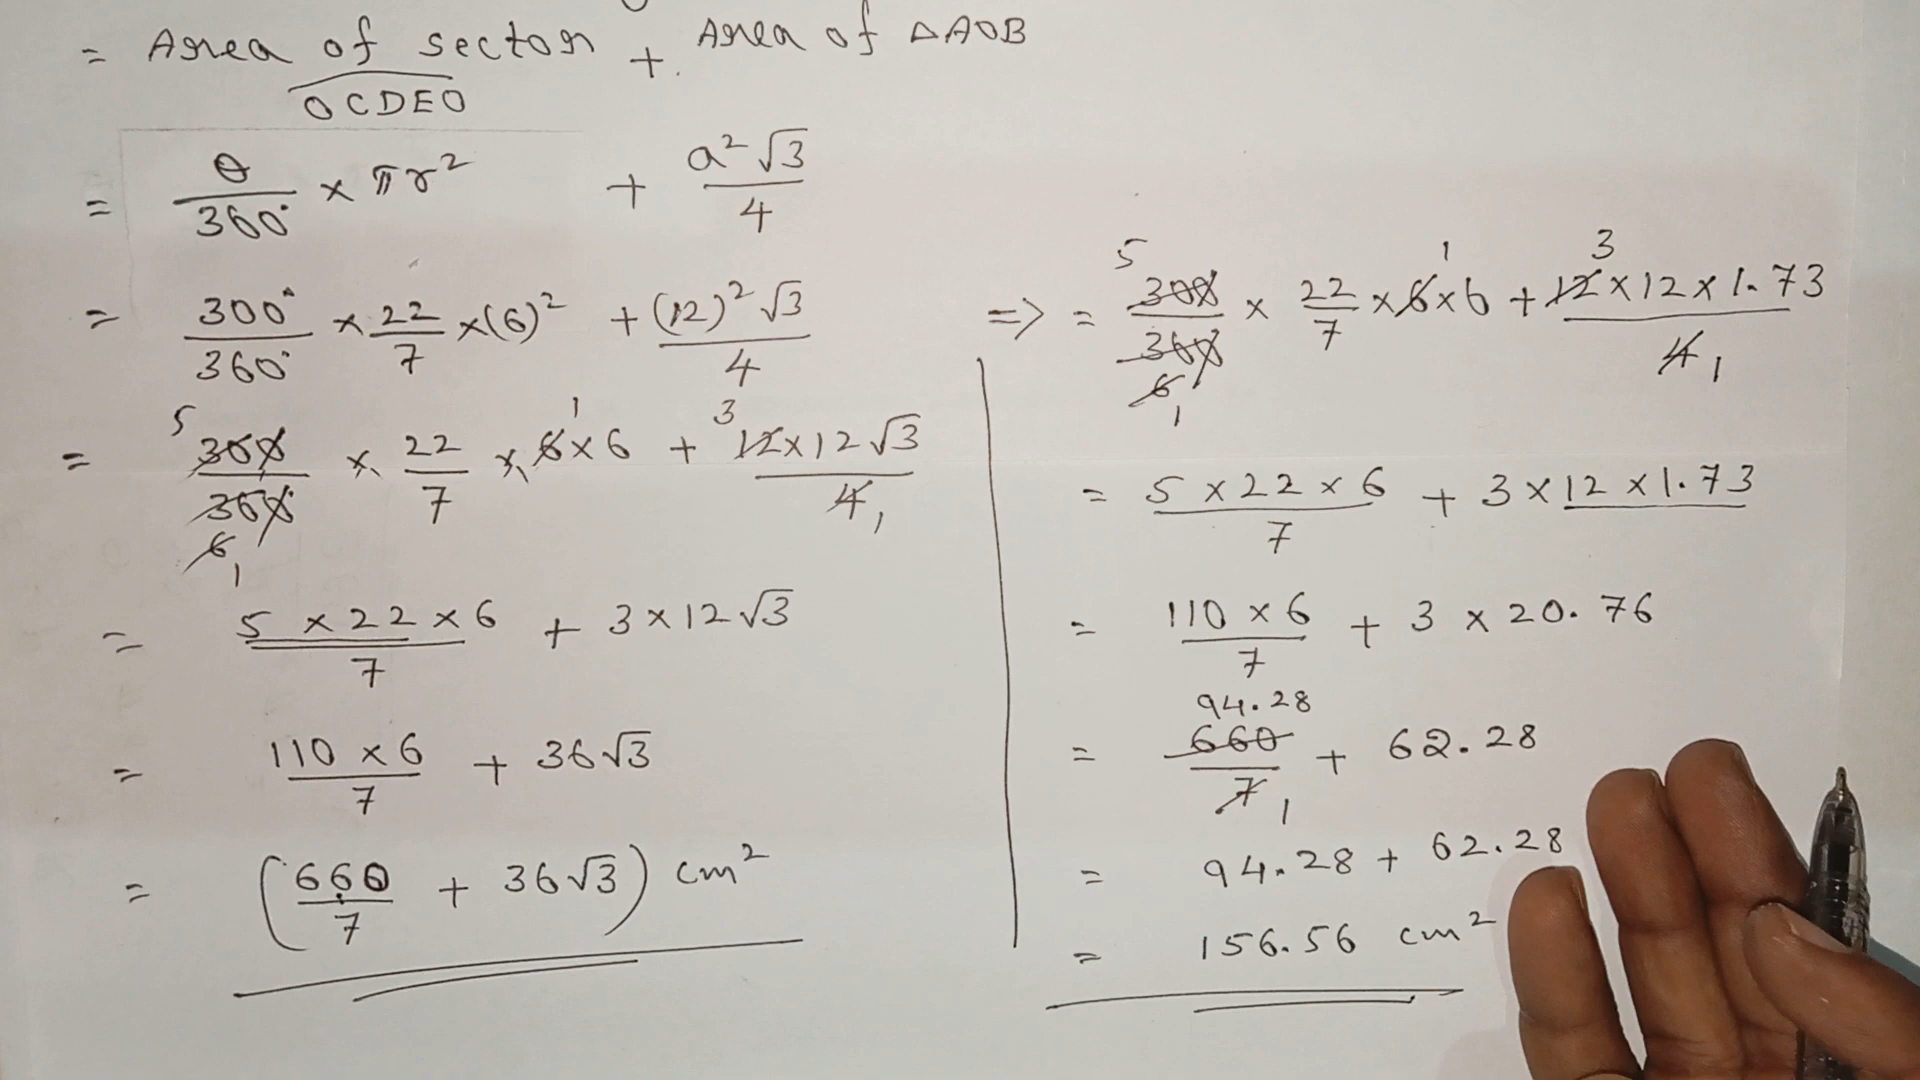 = Area of sector + Area of △AOB
OCDEO
= θ/360° × πr² + a²√3/4
= 300°/360° × 22/7 × (6)² + (12)²√3/4
= 300/360 × 22/7 × 6×6 + 12×12√3/4
5 1 3
6 1 1
= 5 × 22 × 6/7 + 3 × 12√3
= 110 × 6/7 + 36√3
= (660/7 + 36√3) cm²
=> = 300/360 × 22/7 × 6×6 + 12×12×1.73/4
5 1 3
6 1 1
= 5 × 22 × 6/7 + 3 × 12 × 1.73
= 110 × 6/7 + 3 × 20.76
94.28
= 660/7 1 + 62.28
= 94.28 + 62.28
= 156.56 cm²